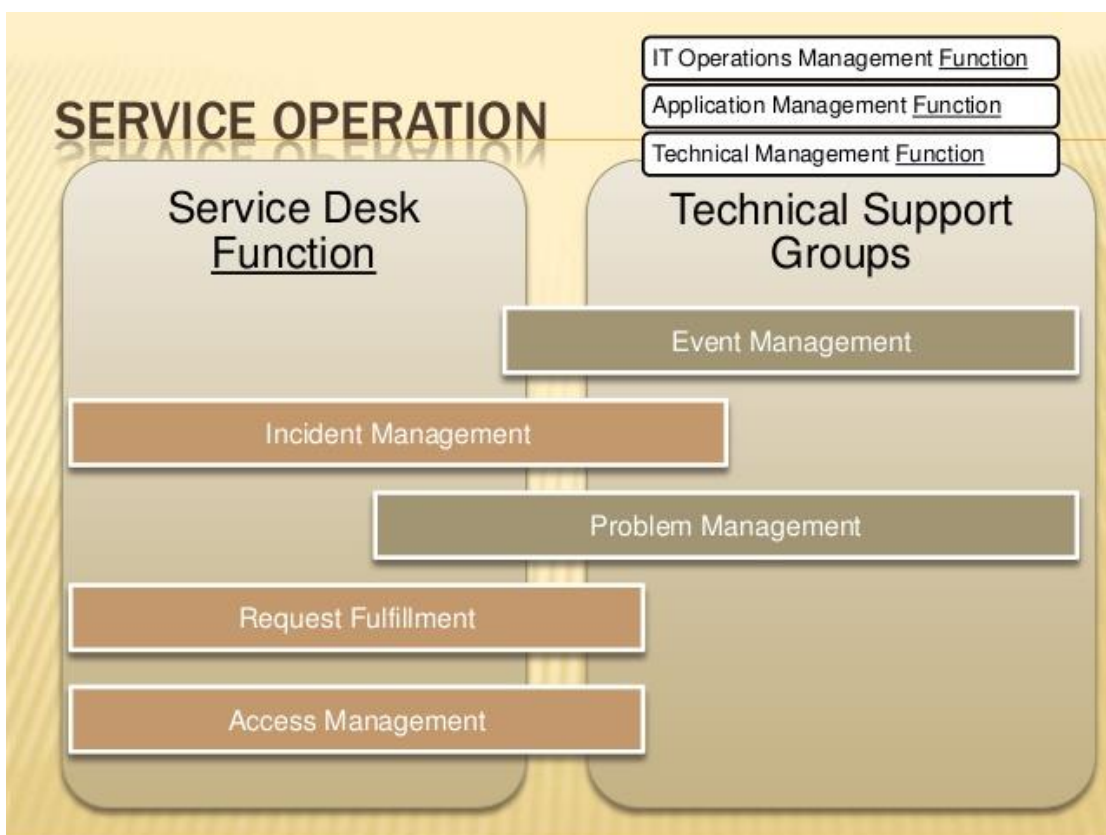 IT Operations Management Function
Application Management Function
Technical Management Function
SERVICE OPERATION
Service Desk
Function
Technical Support
Groups
Event Management
Incident Management
Problem Management
Request Fulfillment
Access Management